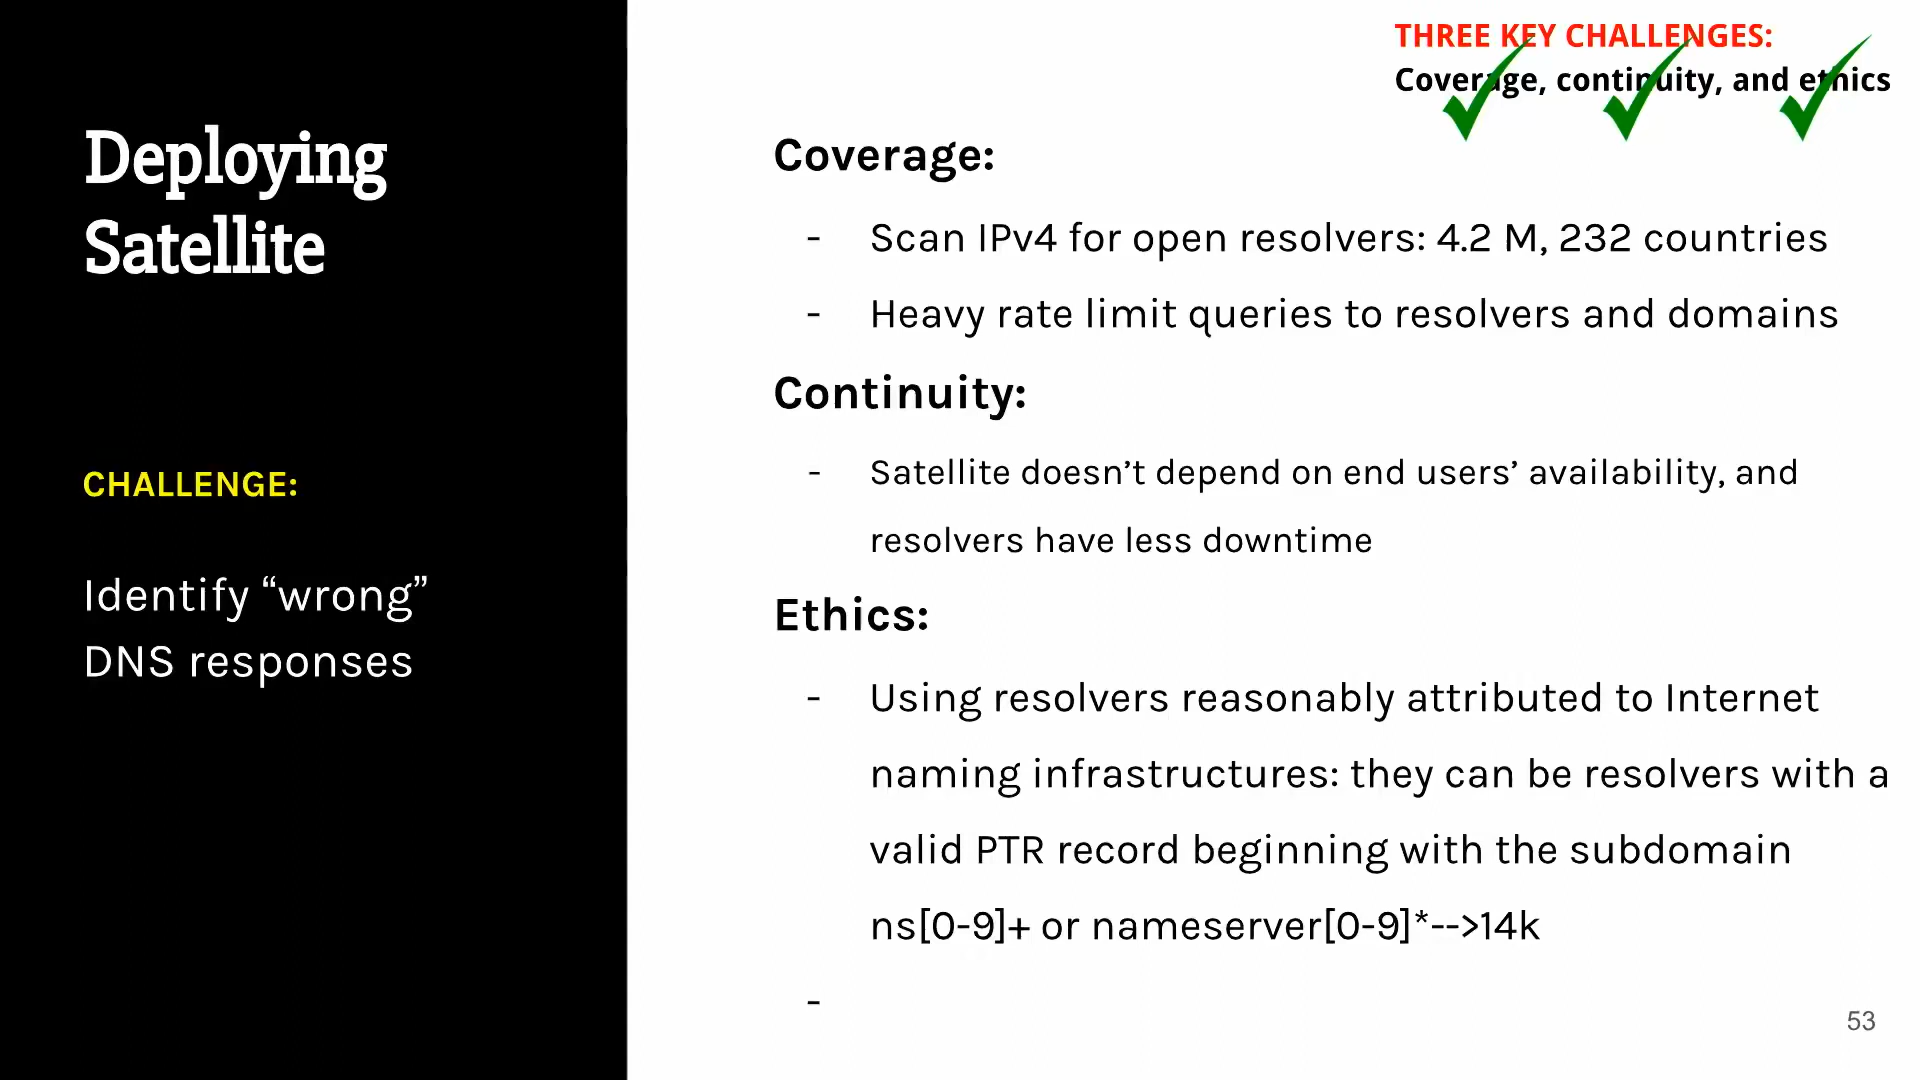 Deploying
Satellite
CHALLENGE:
Identify “wrong”
DNS responses
THREE KEY CHALLENGES:
Coverage, continuity, and ethics
Coverage:
- Scan IPv4 for open resolvers: 4.2 M, 232 countries
- Heavy rate limit queries to resolvers and domains
Continuity:
- Satellite doesn’t depend on end users’ availability, and
resolvers have less downtime
Ethics:
- Using resolvers reasonably attributed to Internet
naming infrastructures: they can be resolvers with a
valid PTR record beginning with the subdomain
ns[0-9]+ or nameserver[0-9]*-->14k
-
53